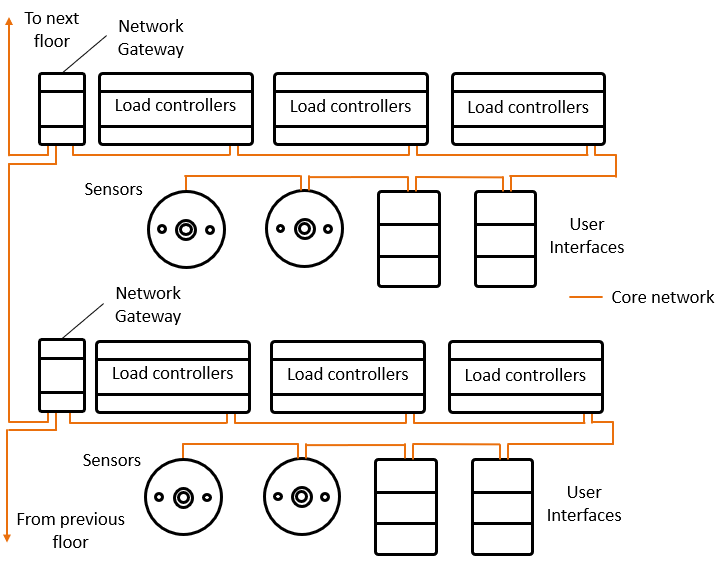 To next
floor
Network
Gateway
Load controllers
Load controllers
Load controllers
Sensors
User
Interfaces
Core network
Network
Gateway
Load controllers
Load controllers
Load controllers
Sensors
User
Interfaces
From previous
floor